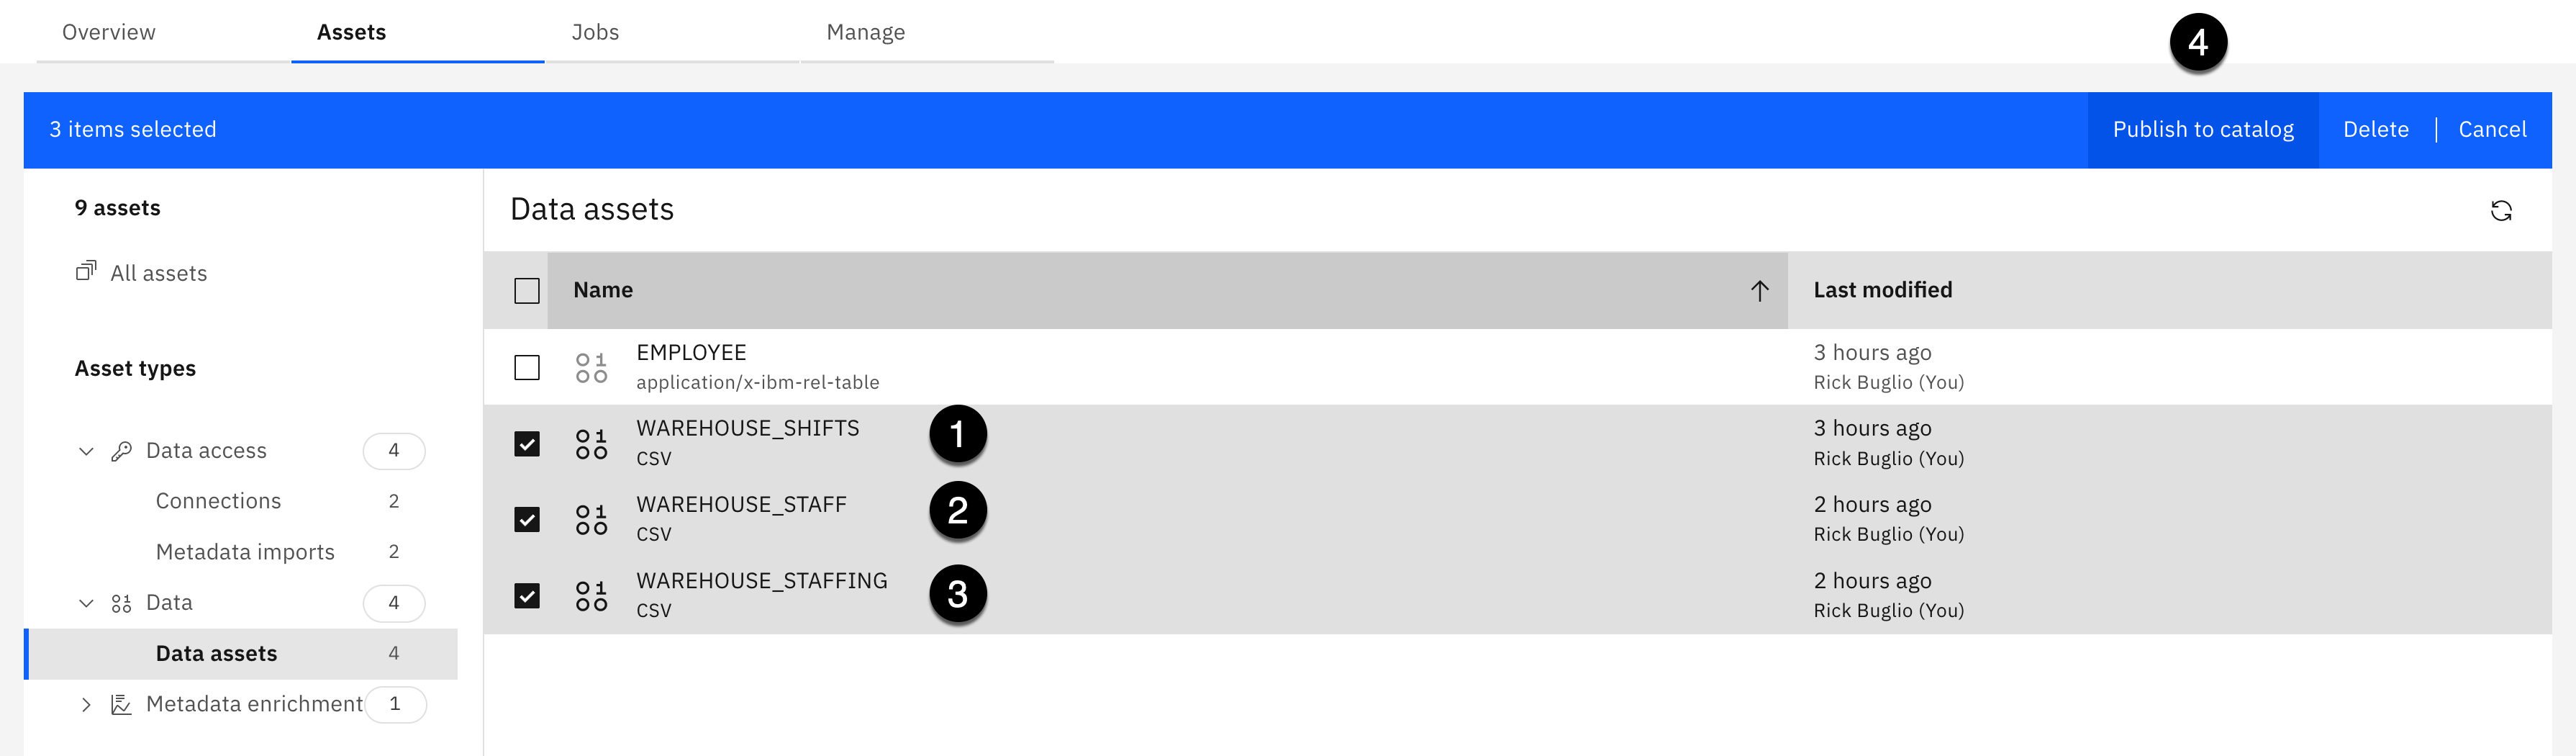 Overview Assets Jobs Manage
4
3 items selected Publish to catalog Delete | Cancel
9 assets
All assets
Asset types
Data access 4
Connections 2
Metadata imports 2
Data 4
Data assets 4
Metadata enrichment 1
Data assets
Name Last modified
EMPLOYEE 3 hours ago
application/x-ibm-rel-table Rick Buglio (You)
WAREHOUSE_SHIFTS 1 3 hours ago
CSV Rick Buglio (You)
WAREHOUSE_STAFF 2 2 hours ago
CSV Rick Buglio (You)
WAREHOUSE_STAFFING 3 2 hours ago
CSV Rick Buglio (You)